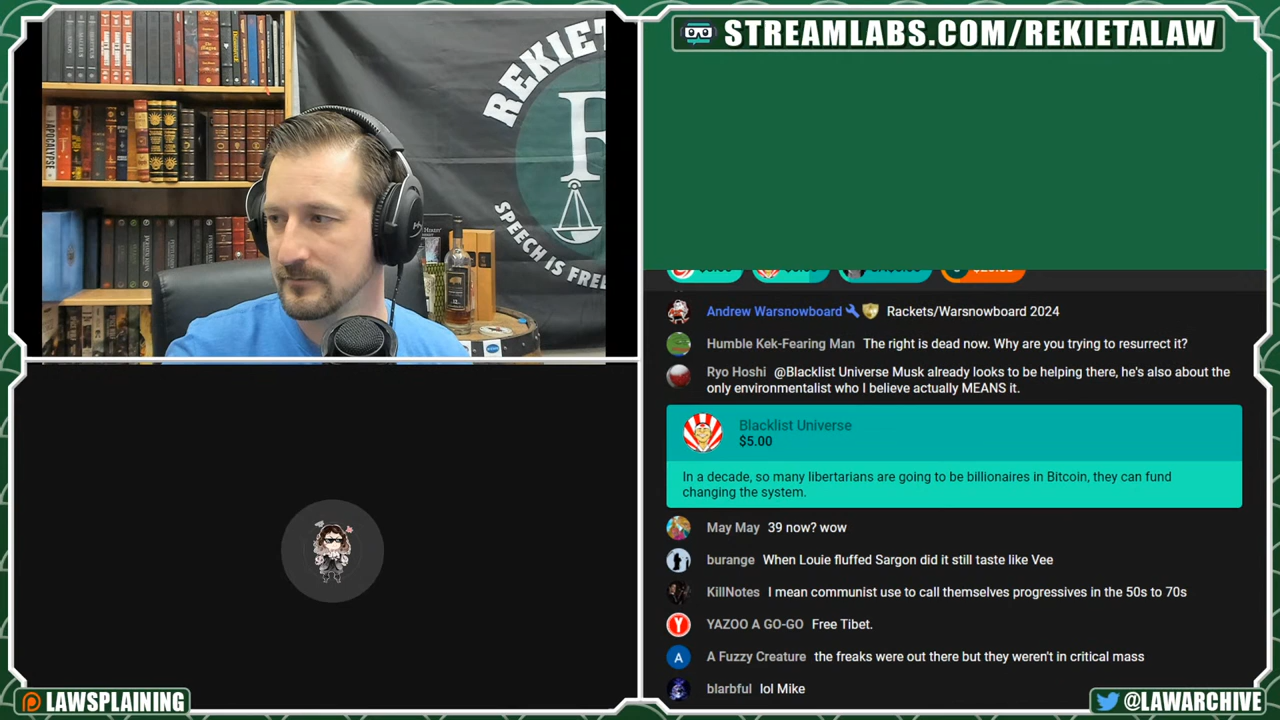 STREAMLABS.COM/REKIETALAW
REKIET
R
SPEECH IS FREE
APOCALYPSE
Andrew Warsnowboard Rackets/Warsnowboard 2024
Humble Kek-Fearing Man The right is dead now. Why are you trying to resurrect it?
Ryo Hoshi @Blacklist Universe Musk already looks to be helping there, he's also about the
only environmentalist who I believe actually MEANS it.
Blacklist Universe
$5.00
In a decade, so many libertarians are going to be billionaires in Bitcoin, they can fund
changing the system.
May May 39 now? wow
burange When Louie fluffed Sargon did it still taste like Vee
KillNotes I mean communist use to call themselves progressives in the 50s to 70s
Y YAZOO A GO-GO Free Tibet.
A A Fuzzy Creature the freaks were out there but they weren't in critical mass
blarbful lol Mike
LAWSPLAINING
@LAWARCHIVE